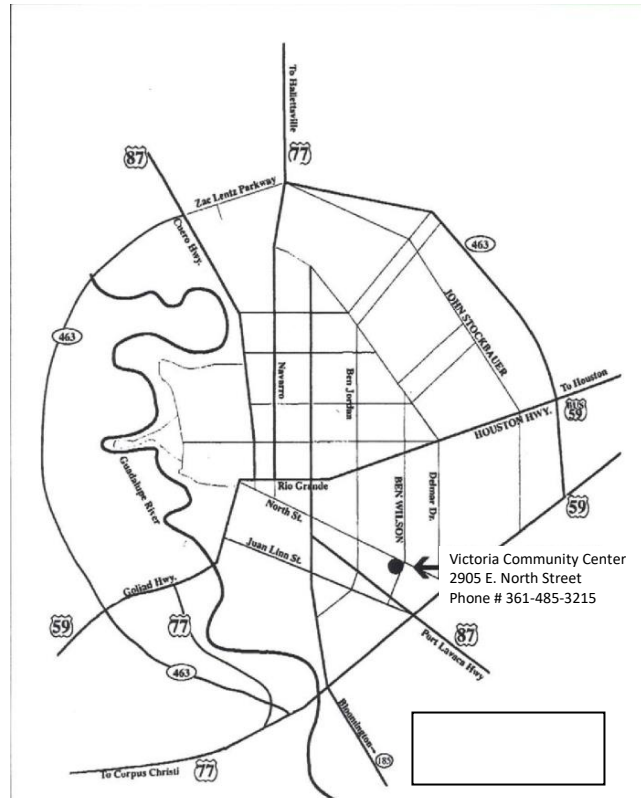 To Hallettsville
77
87
Zac Lentz Parkway
Cuero Hwy.
463
463
JOHN STOCKBAUER
Navarro
Ben Jordan
To Houston
BUS
59
HOUSTON HWY.
Guadalupe River
Rio Grande
BEN WILSON
Delmar Dr.
59
North St.
Juan Linn St.
Victoria Community Center
2905 E. North Street
Phone # 361-485-3215
Goliad Hwy.
59
77
87
Port Lavaca Hwy
463
Bloomington
185
77
To Corpus Christi